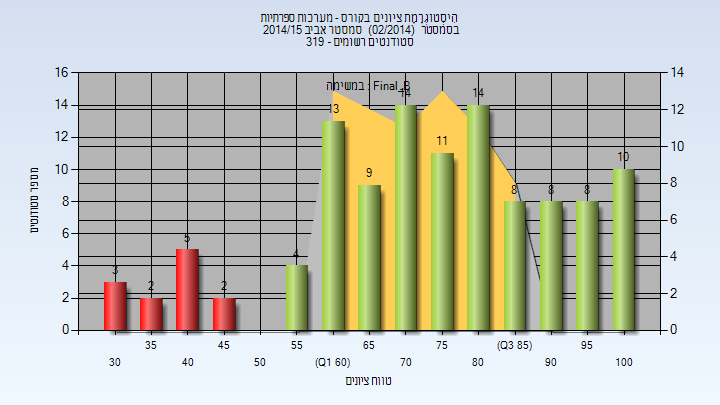 היסטוגרמת ציונים בקורס - מערכות ספרתיות
בסמסטר (02/2014) סמסטר אביב 2014/15
סטודנטים רשומים - 319
במשימה : Final_B
מספר סטודנטים
16 14 12 10 8 6 4 2 0
14 12 10 8 6 4 2 0
3 2 5 2 4 13 9 14 11 14 8 8 8 10
35 45 55 65 75 (Q3 85) 95
30 40 50 (Q1 60) 70 80 90 100
טווח ציונים